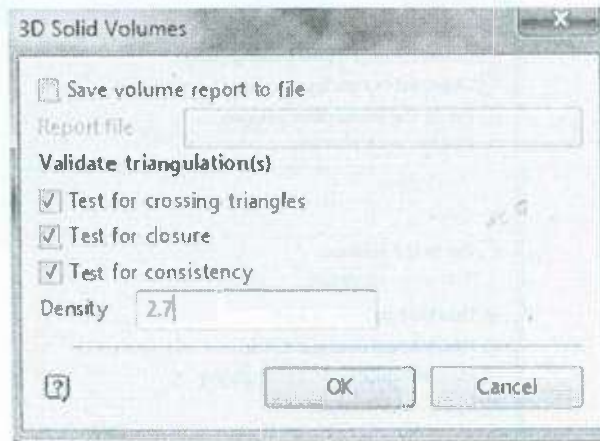 3D Solid Volumes
Save volume report to file
Report file
Validate triangulation(s)
Test for crossing triangles
Test for closure
Test for consistency
Density 2.7
OK Cancel